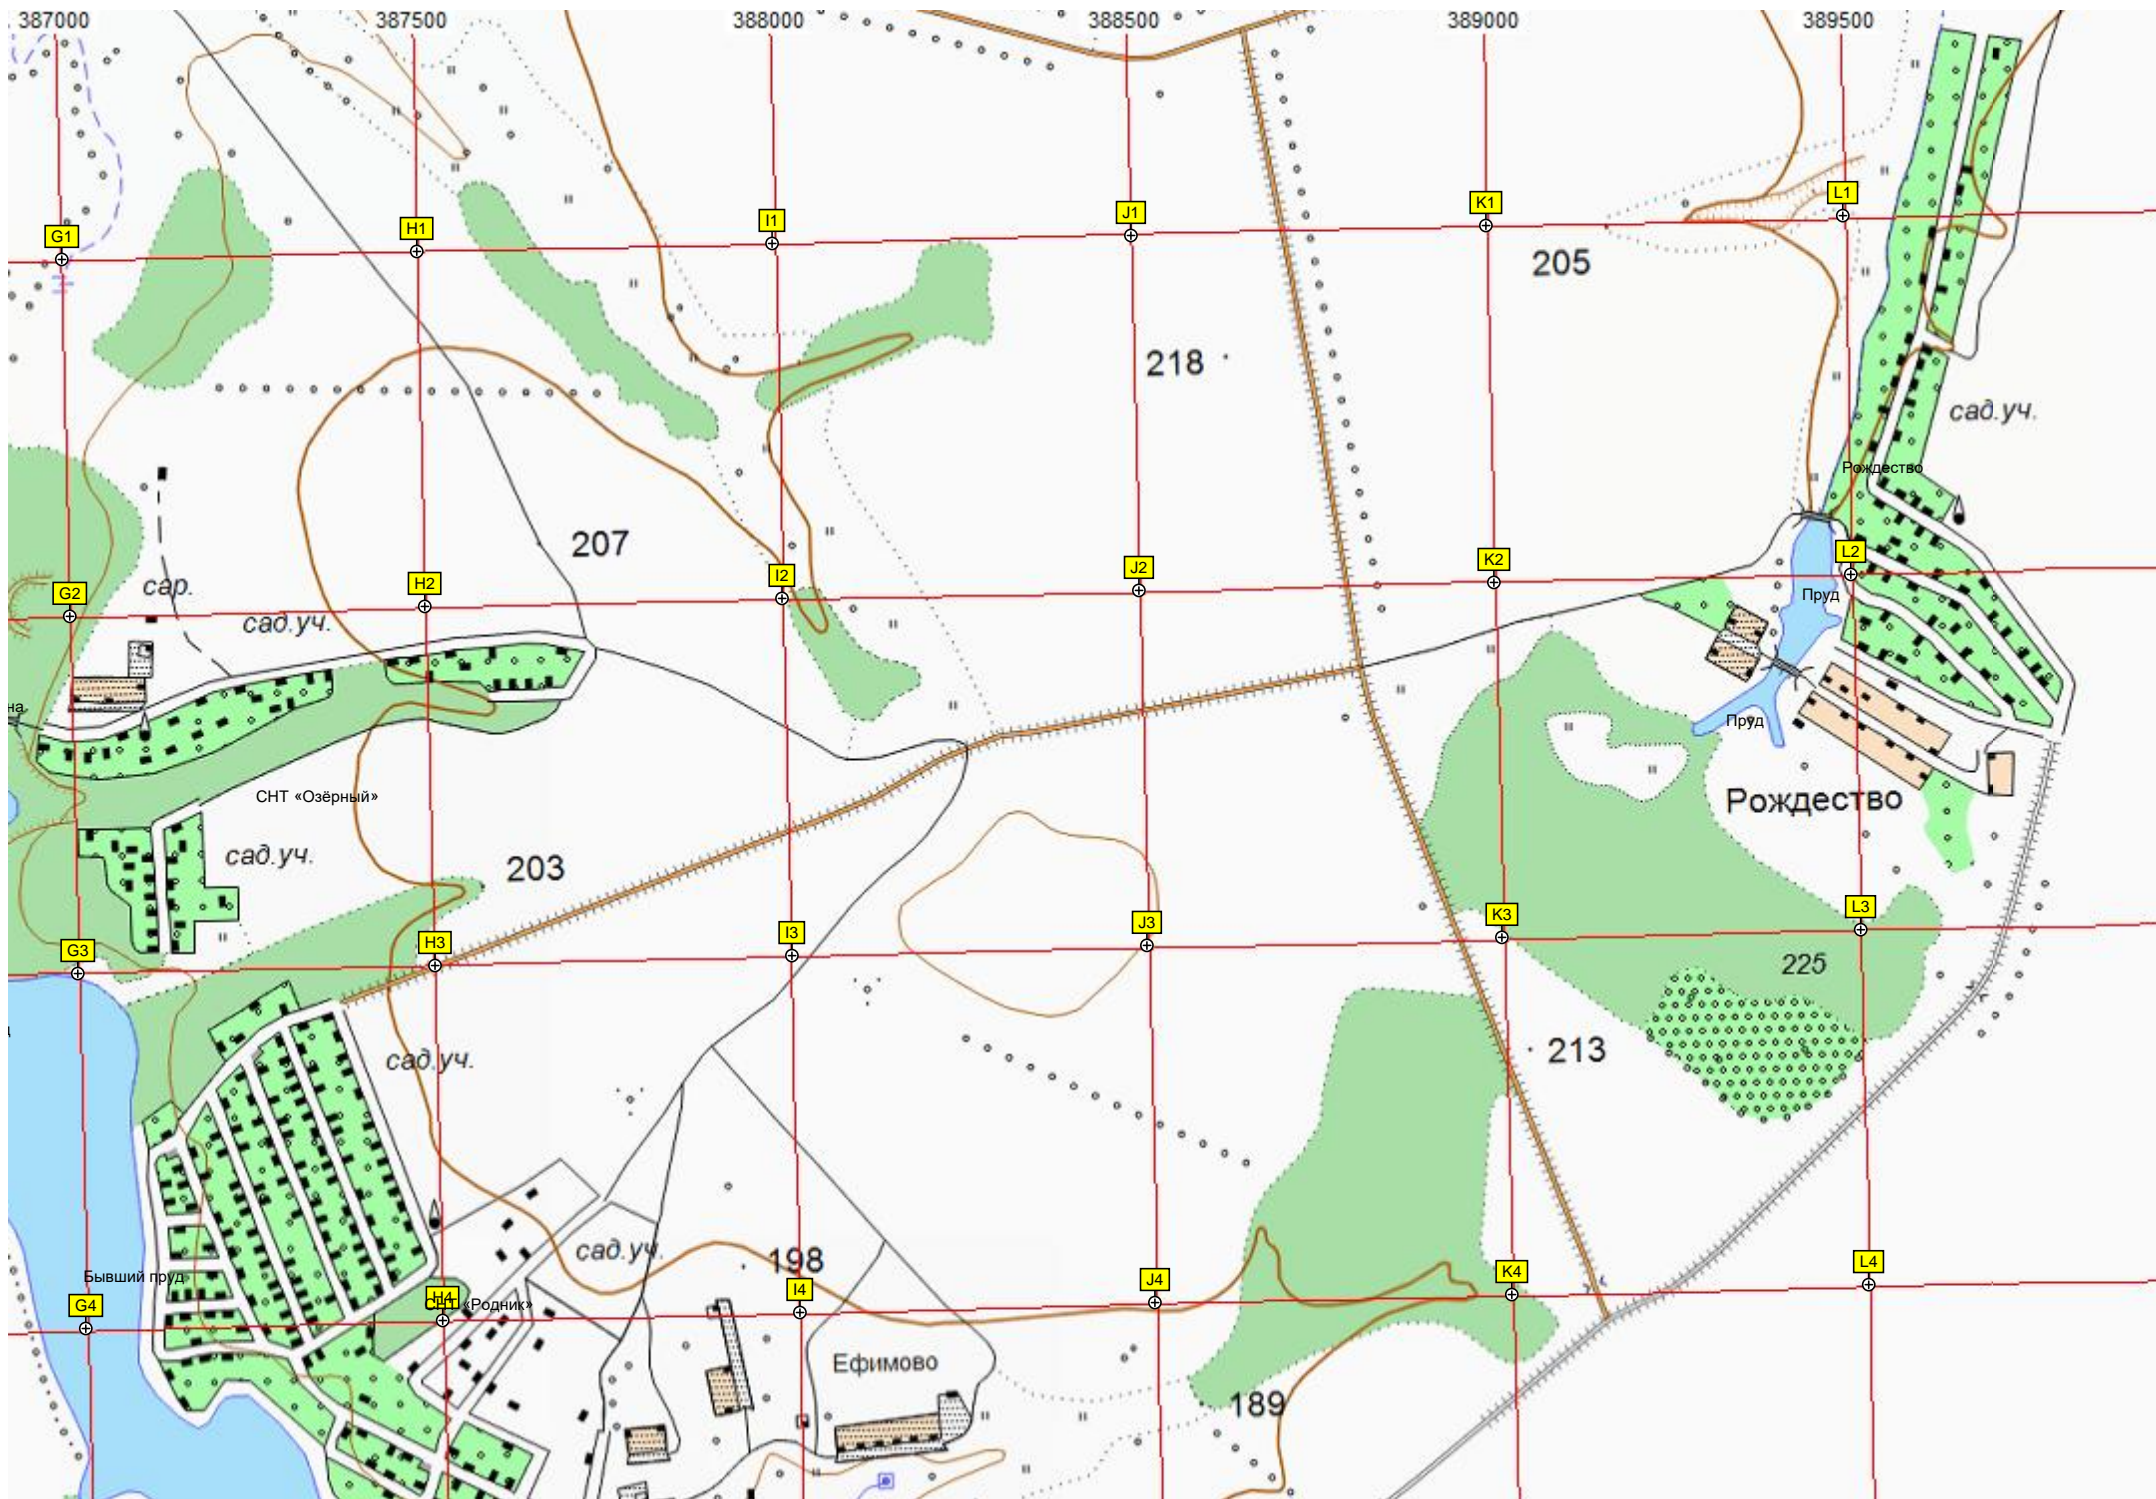 387000 387500 388000 388500 389000 389500
G1 H1 I1 J1 K1 L1
205
218
сад.уч.
Рождество
207
G2 H2 I2 J2 K2 L2
сар.
сад.уч.
Пруд
на
Пруд
СНТ «Озёрный»
Рождество
сад.уч.
203
G3 H3 I3 J3 K3 L3
225
213
сад.уч.
сад.уч.
198
Бывший пруд
G4 H4 I4 J4 K4 L4
СНТ «Родник»
Ефимово
189